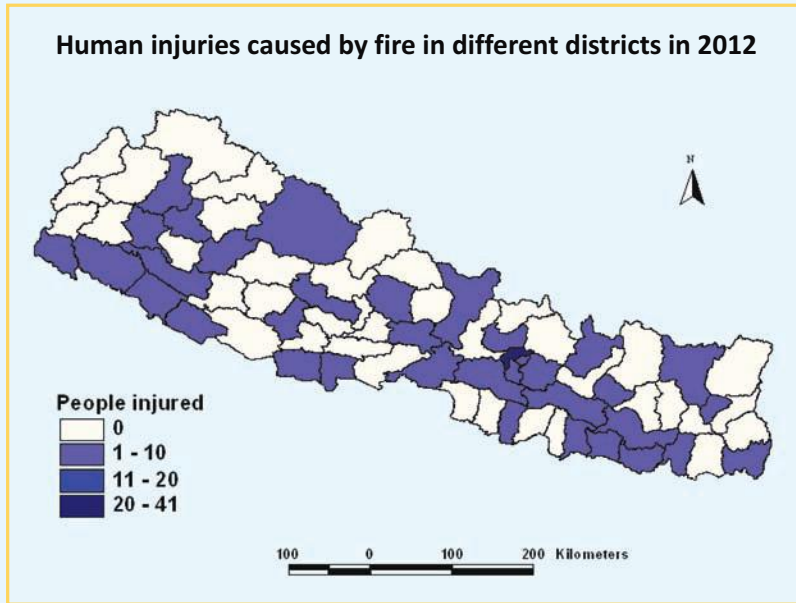 Human injuries caused by fire in different districts in 2012
N
People injured
0
1 - 10
11 - 20
20 - 41
100 0 100 200 Kilometers